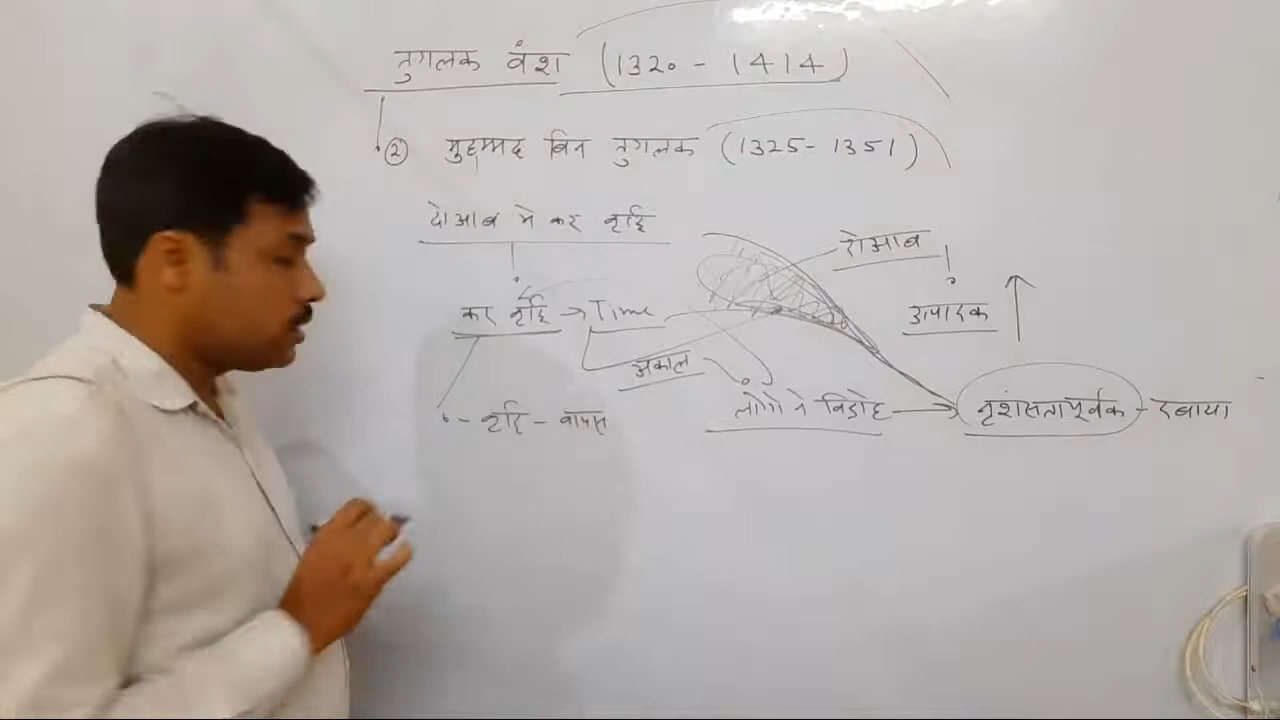 तुगलक वंश (1320 - 1414)
② मुहम्मद बिन तुगलक (1325- 1351)
दोआब मे कर वृद्धि
दोआब
कर वृद्धि → Time
उत्पादक ↑
अकाल
लोगो ने विद्रोह → नृशंसतापूर्वक - दबाया
- वृद्धि - वापस